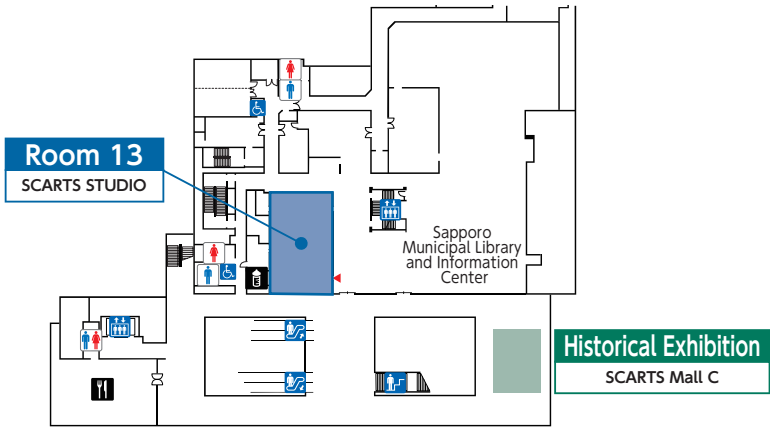 Room 13
SCARTS STUDIO
Sapporo
Municipal Library
and Information
Center
Historical Exhibition
SCARTS Mall C